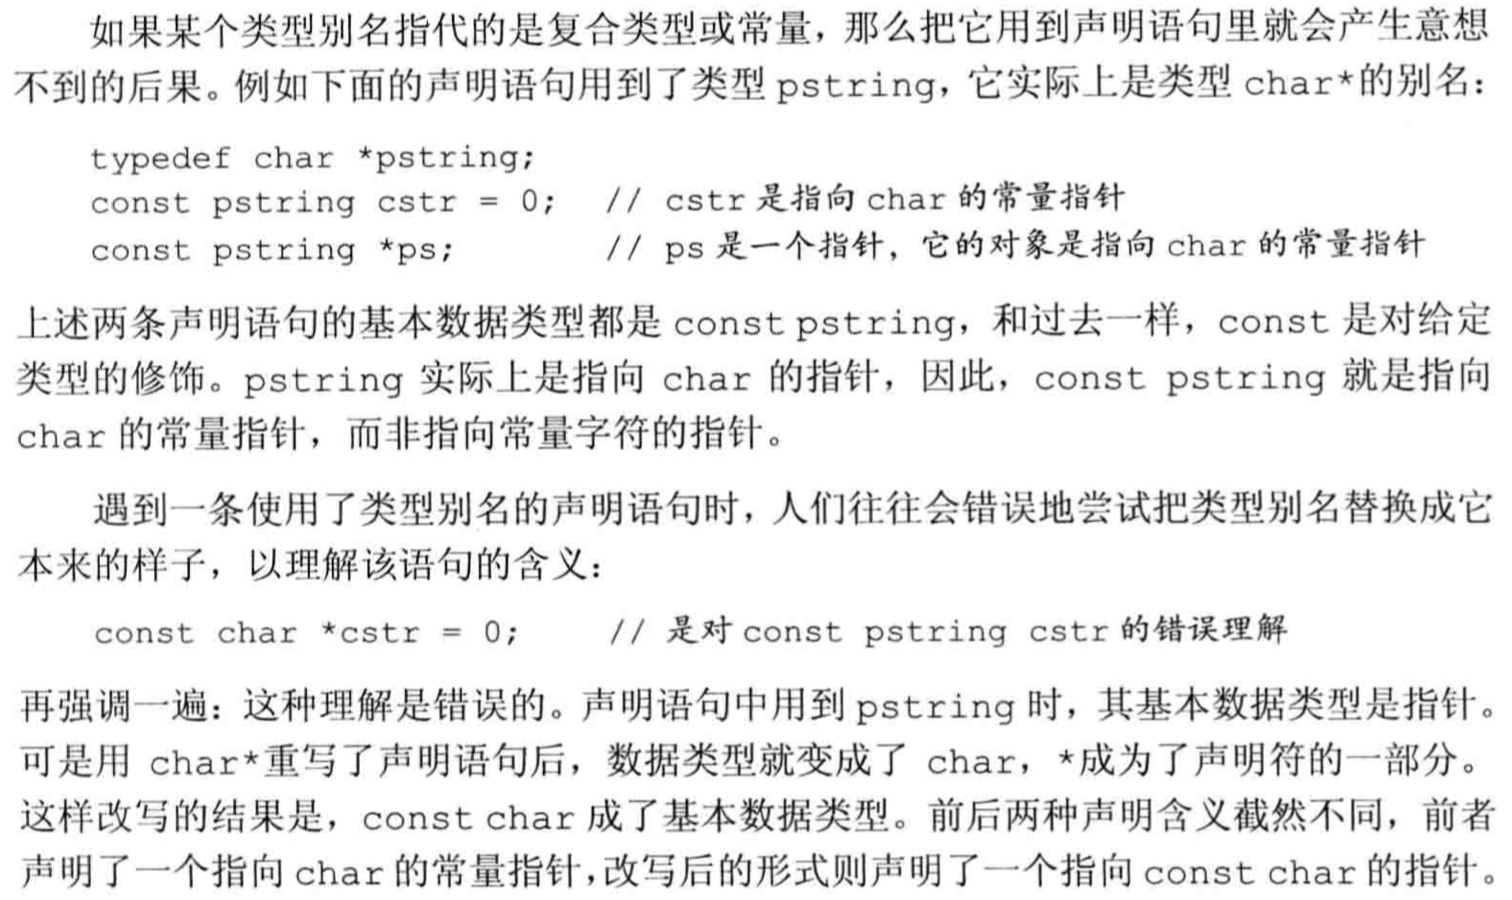 如果某个类型别名指代的是复合类型或常量，那么把它用到声明语句里就会产生意想
不到的后果。例如下面的声明语句用到了类型 pstring，它实际上是类型 char*的别名：
typedef char *pstring;
const pstring cstr = 0; // cstr 是指向 char 的常量指针
const pstring *ps; // ps 是一个指针，它的对象是指向 char 的常量指针
上述两条声明语句的基本数据类型都是 const pstring，和过去一样，const 是对给定
类型的修饰。pstring 实际上是指向 char 的指针，因此，const pstring 就是指向
char 的常量指针，而非指向常量字符的指针。
遇到一条使用了类型别名的声明语句时，人们往往会错误地尝试把类型别名替换成它
本来的样子，以理解该语句的含义：
const char *cstr = 0; // 是对 const pstring cstr 的错误理解
再强调一遍：这种理解是错误的。声明语句中用到 pstring 时，其基本数据类型是指针。
可是用 char*重写了声明语句后，数据类型就变成了 char，*成为了声明符的一部分。
这样改写的结果是，const char 成了基本数据类型。前后两种声明含义截然不同，前者
声明了一个指向 char 的常量指针，改写后的形式则声明了一个指向 const char 的指针。